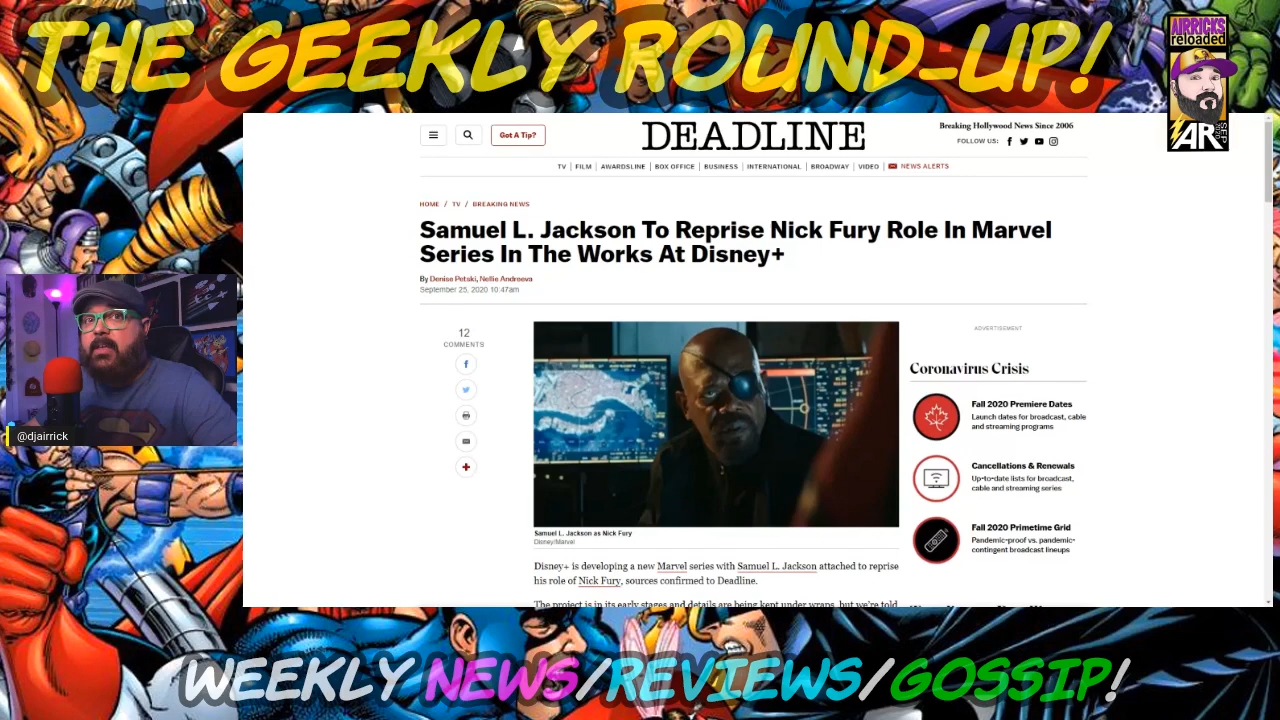 THE GEEKLY ROUND-UP!
AIRRICKS
reloaded
AR
SEP
Got A Tip?
DEADLINE
Breaking Hollywood News Since 2006
FOLLOW US:
TV | FILM | AWARDSLINE | BOX OFFICE | BUSINESS | INTERNATIONAL | BROADWAY | VIDEO | NEWS ALERTS
HOME / TV / BREAKING NEWS
Samuel L. Jackson To Reprise Nick Fury Role In Marvel
Series In The Works At Disney+
By Denise Petski, Nellie Andreeva
September 25, 2020 10:47am
12
COMMENTS
ADVERTISEMENT
Coronavirus Crisis
Fall 2020 Premiere Dates
Launch dates for broadcast, cable
and streaming programs
Cancellations & Renewals
Up-to-date lists for broadcast,
cable and streaming series
Fall 2020 Primetime Grid
Pandemic-proof vs. pandemic-
contingent broadcast lineups
Samuel L. Jackson as Nick Fury
Disney/Marvel
Disney+ is developing a new Marvel series with Samuel L. Jackson attached to reprise
his role of Nick Fury, sources confirmed to Deadline.
The project is in its early stages and details are being kept under wraps, but we're told
@djairrick
WEEKLY NEWS/REVIEWS/GOSSIP!